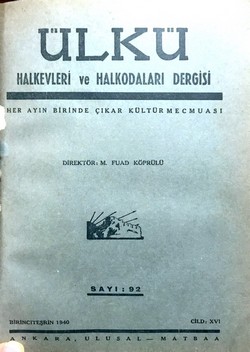 ÜLKÜ
HALKEVLERİ ve HALKODALARI DERGİSİ
HER AYIN BİRİNDE ÇIKAR KÜLTÜR MECMUASI
DİREKTÖR: M. FUAD KÖPRÜLÜ
SAYI: 92
BİRİNCİTEŞRİN 1940 CİLD: XVI
ANKARA, ULUSAL — MATBAA